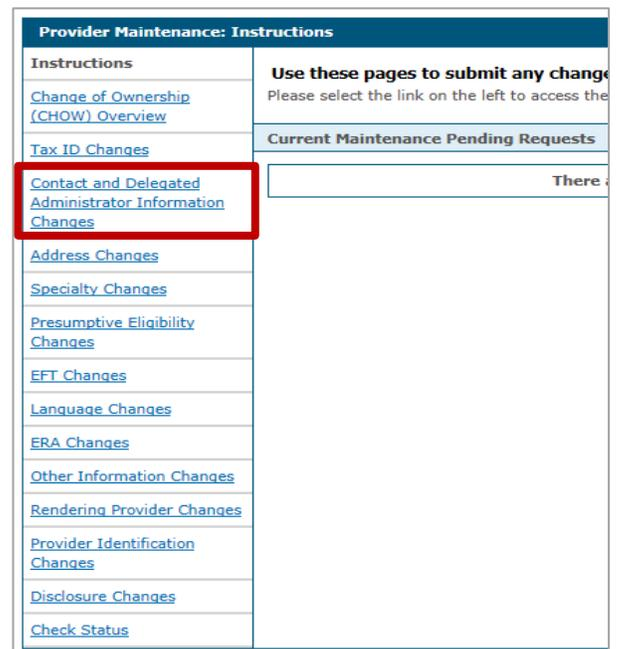 Provider Maintenance: Instructions
Instructions
Change of Ownership
(CHOW) Overview
Tax ID Changes
Contact and Delegated
Administrator Information
Changes
Address Changes
Specialty Changes
Presumptive Eligibility
Changes
EFT Changes
Language Changes
ERA Changes
Other Information Changes
Rendering Provider Changes
Provider Identification
Changes
Disclosure Changes
Check Status
Use these pages to submit any change
Please select the link on the left to access the
Current Maintenance Pending Requests
There